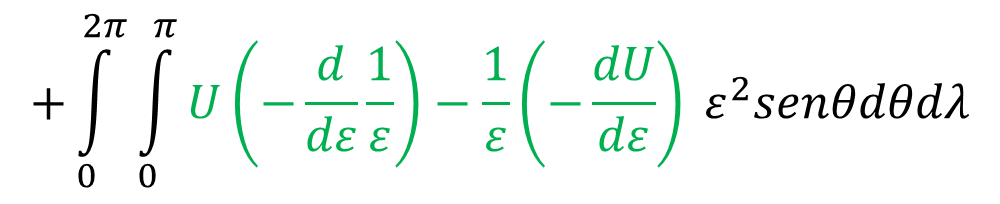 + ∫₀^{2π} ∫₀^{π} U (− d/dε 1/ε) − 1/ε (− dU/dε) ε² senθdθdλ